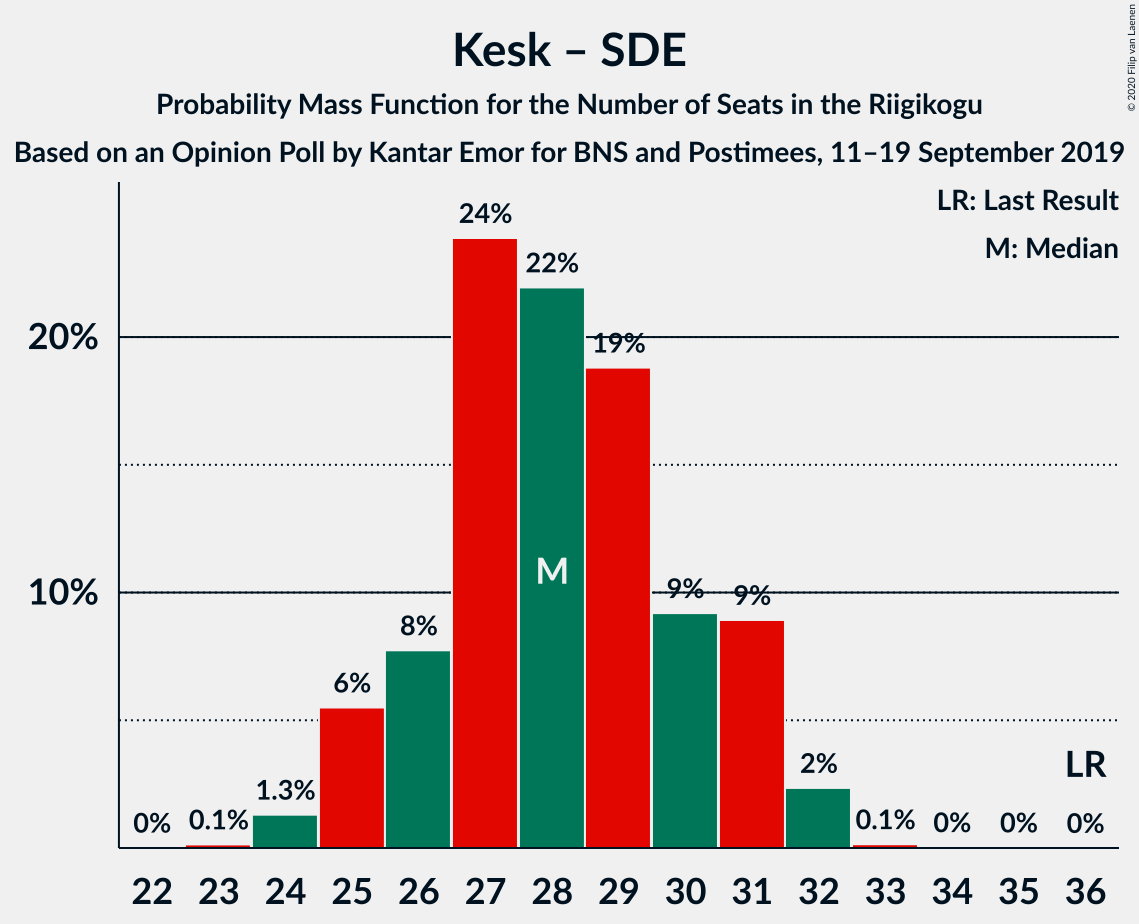 Kesk – SDE
Probability Mass Function for the Number of Seats in the Riigikogu
Based on an Opinion Poll by Kantar Emor for BNS and Postimees, 11–19 September 2019
© 2020 Filip van Laenen
LR: Last Result
M: Median
24%
22%
20%
19%
M
10%
9%
9%
8%
6%
LR
2%
1.3%
0%
0.1%
0.1%
0%
0%
0%
22 23 24 25 26 27 28 29 30 31 32 33 34 35 36